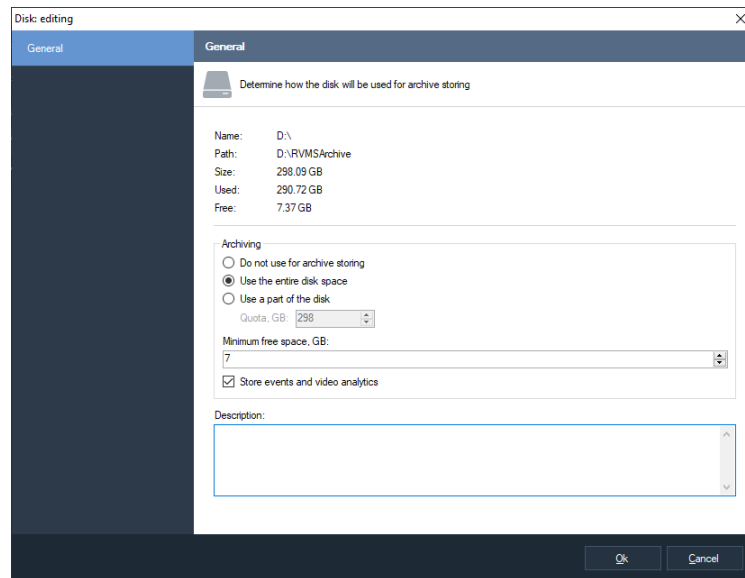 Disk: editing
General
General
Determine how the disk will be used for archive storing
Name: D:\
Path: D:\RVMSArchive
Size: 298.09 GB
Used: 290.72 GB
Free: 7.37 GB
Archiving
Do not use for archive storing
Use the entire disk space
Use a part of the disk
Quota, GB: 298
Minimum free space, GB:
7
Store events and video analytics
Description:
Ok Cancel